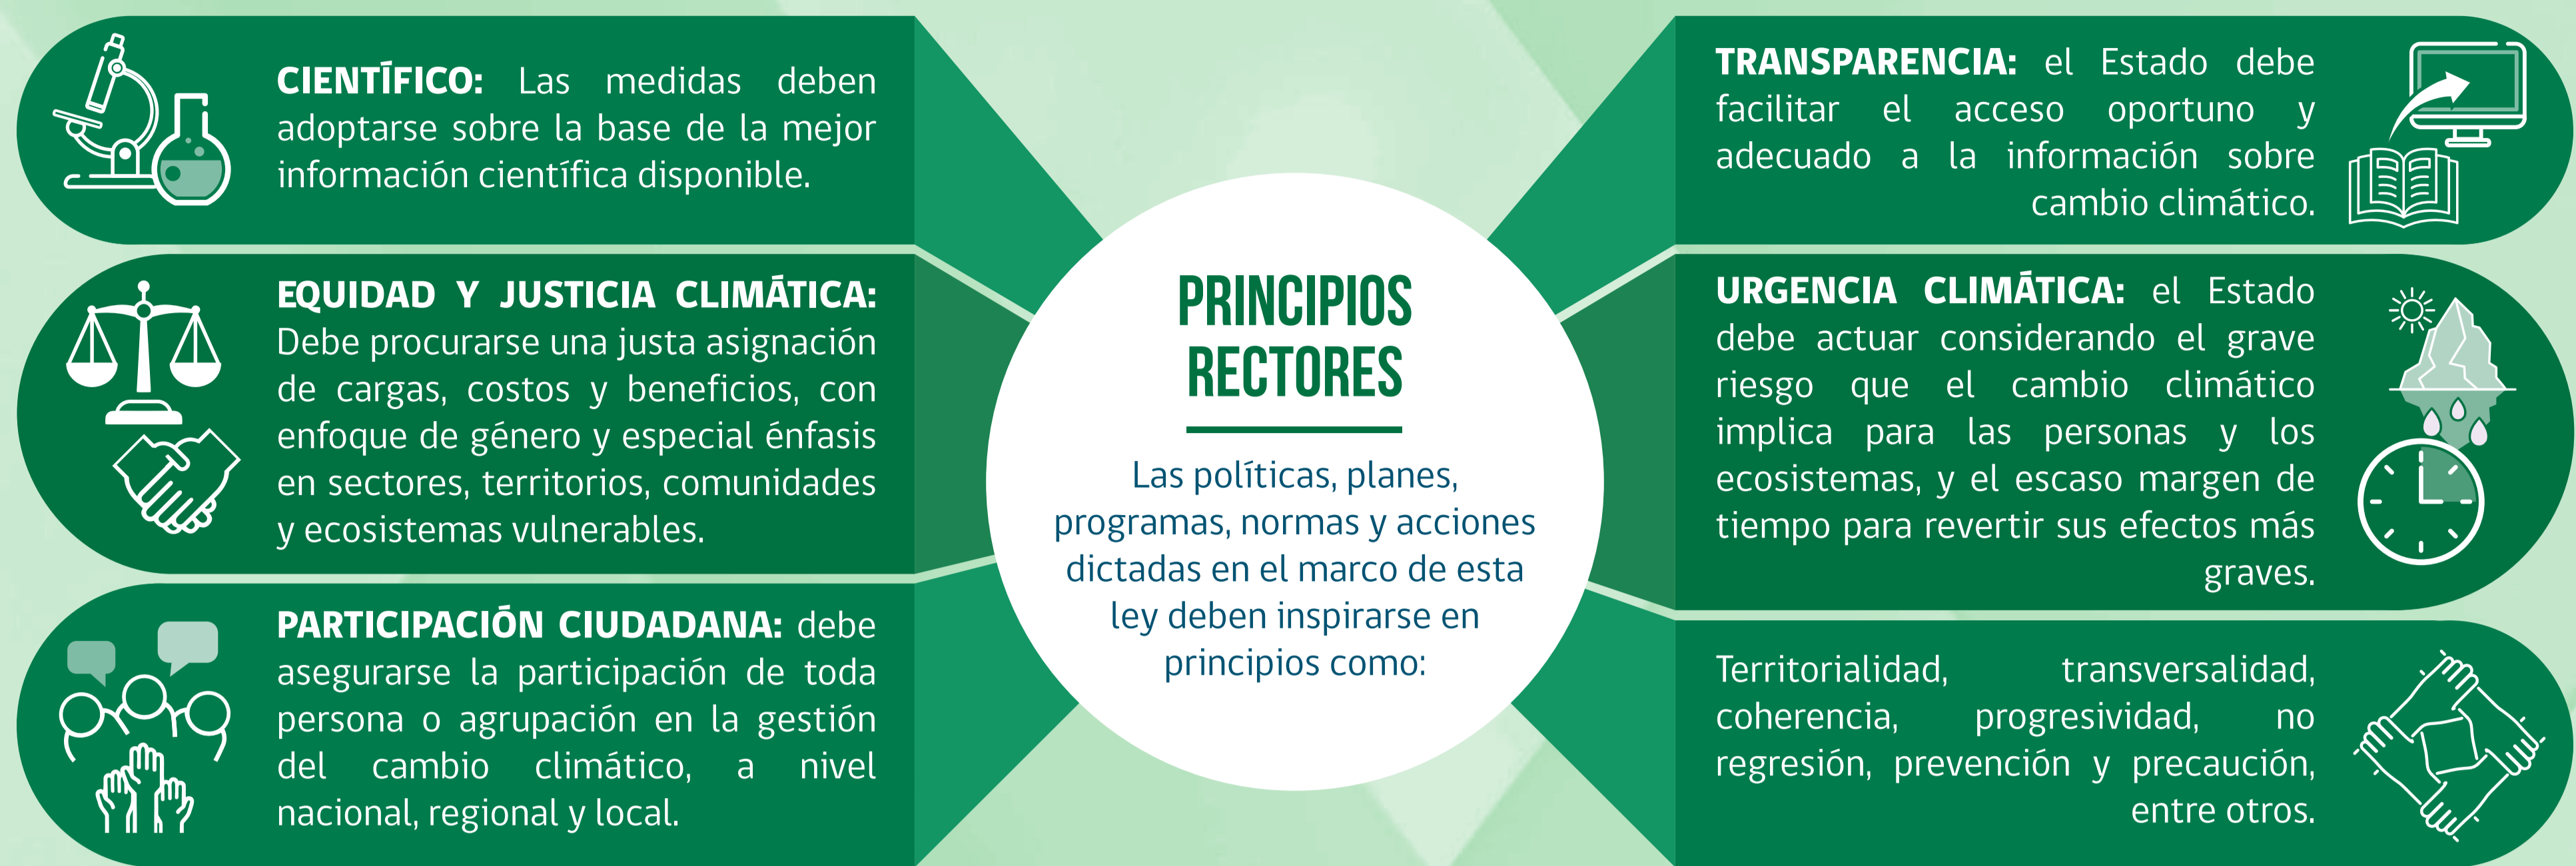 PRINCIPIOS
RECTORES
Las políticas, planes,
programas, normas y acciones
dictadas en el marco de esta
ley deben inspirarse en
principios como:
CIENTÍFICO: Las medidas deben
adoptarse sobre la base de la mejor
información científica disponible.
EQUIDAD Y JUSTICIA CLIMÁTICA:
Debe procurarse una justa asignación
de cargas, costos y beneficios, con
enfoque de género y especial énfasis
en sectores, territorios, comunidades
y ecosistemas vulnerables.
PARTICIPACIÓN CIUDADANA: debe
asegurarse la participación de toda
persona o agrupación en la gestión
del cambio climático, a nivel
nacional, regional y local.
TRANSPARENCIA: el Estado debe
facilitar el acceso oportuno y
adecuado a la información sobre
cambio climático.
URGENCIA CLIMÁTICA: el Estado
debe actuar considerando el grave
riesgo que el cambio climático
implica para las personas y los
ecosistemas, y el escaso margen de
tiempo para revertir sus efectos más
graves.
Territorialidad, transversalidad,
coherencia, progresividad, no
regresión, prevención y precaución,
entre otros.